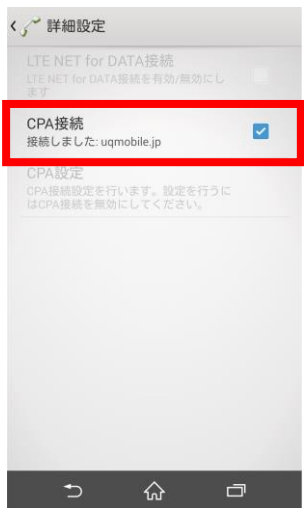 詳細設定
LTE NET for DATA接続
LTE NET for DATA接続を有効/無効にし
ます
CPA接続
接続しました: uqmobile.jp
CPA設定
CPA接続設定を行います。設定を行うに
はCPA接続を無効にしてください。